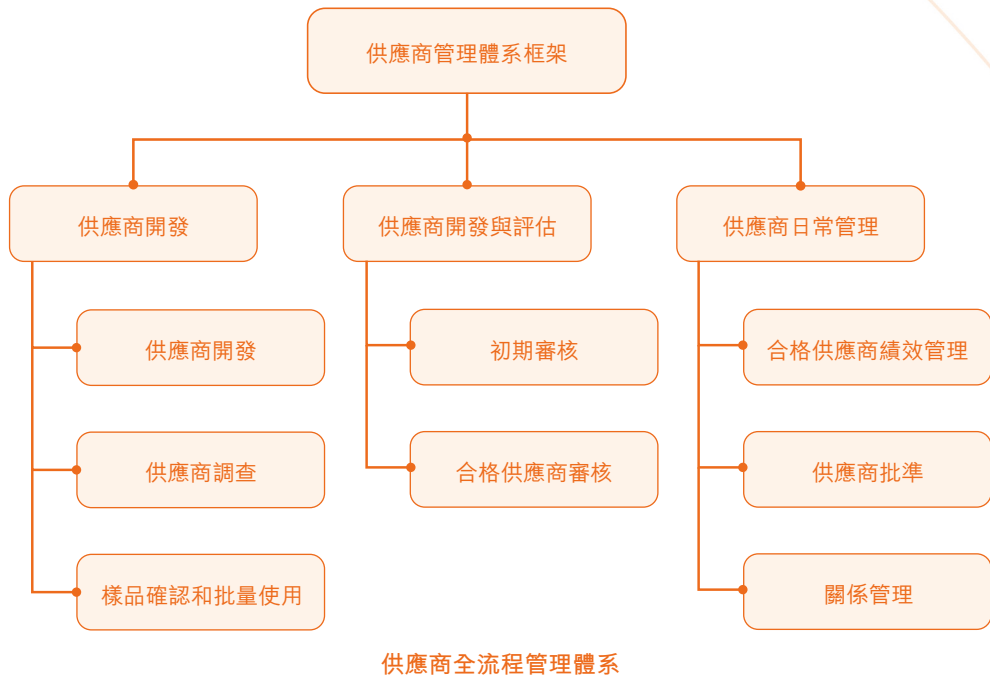 供應商管理體系框架
供應商開發
供應商開發與評估
供應商日常管理
供應商開發
初期審核
合格供應商績效管理
供應商調查
合格供應商審核
供應商批準
樣品確認和批量使用
關係管理
供應商全流程管理體系